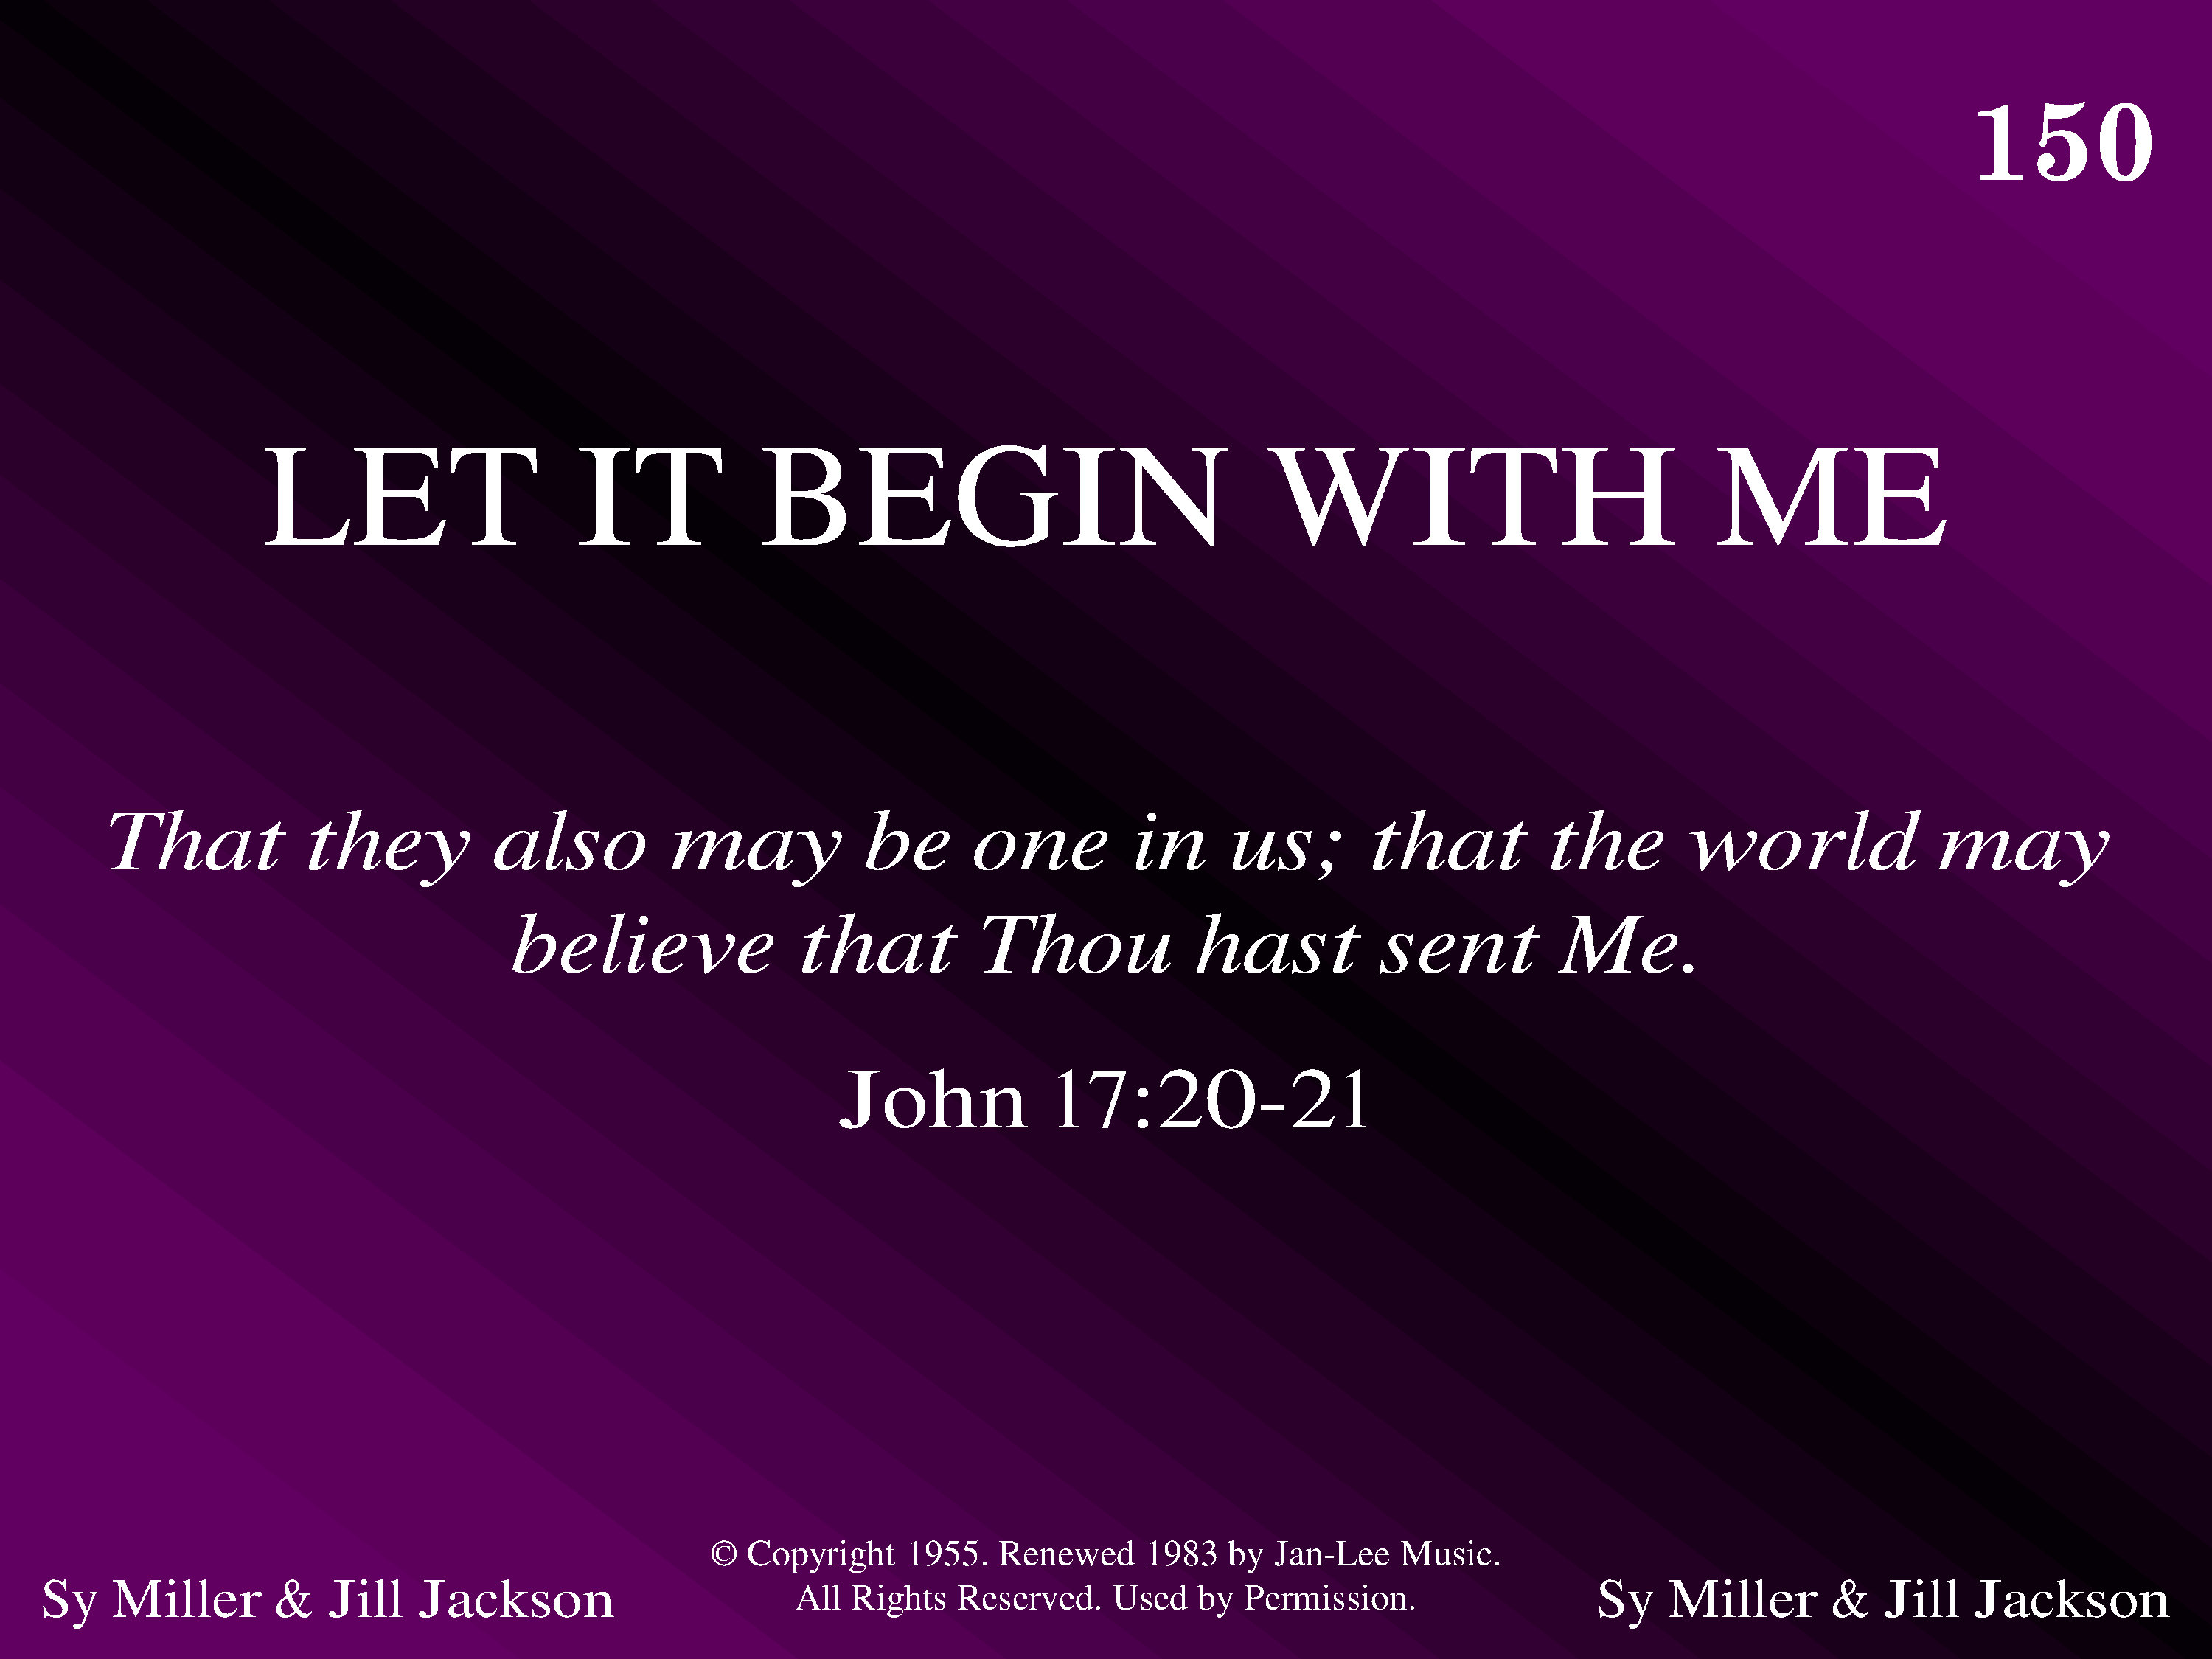 150
LET IT BEGIN WITH ME
That they also may be one in us; that the world may
believe that Thou hast sent Me.
John 17:20-21
© Copyright 1955. Renewed 1983 by Jan-Lee Music.
All Rights Reserved. Used by Permission.
Sy Miller & Jill Jackson
Sy Miller & Jill Jackson